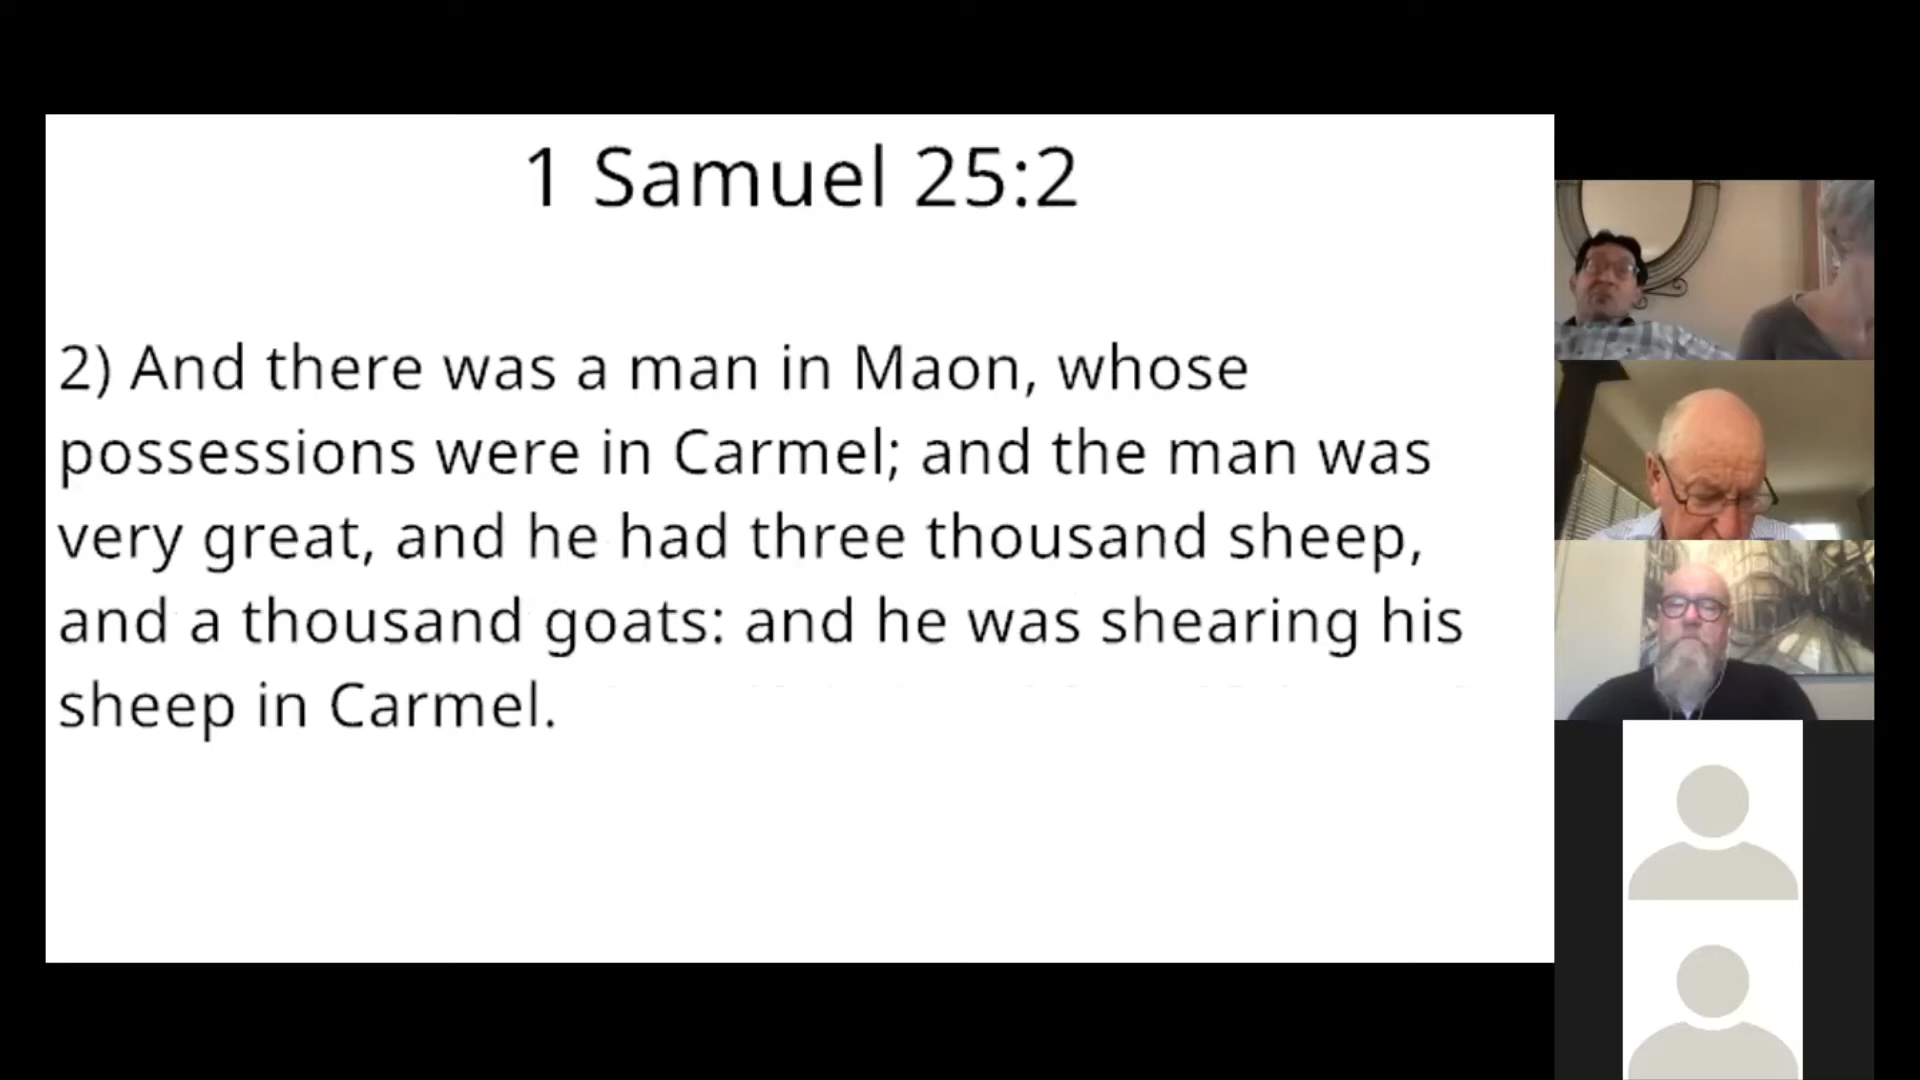 1 Samuel 25:2
2) And there was a man in Maon, whose
possessions were in Carmel; and the man was
very great, and he had three thousand sheep,
and a thousand goats: and he was shearing his
sheep in Carmel.